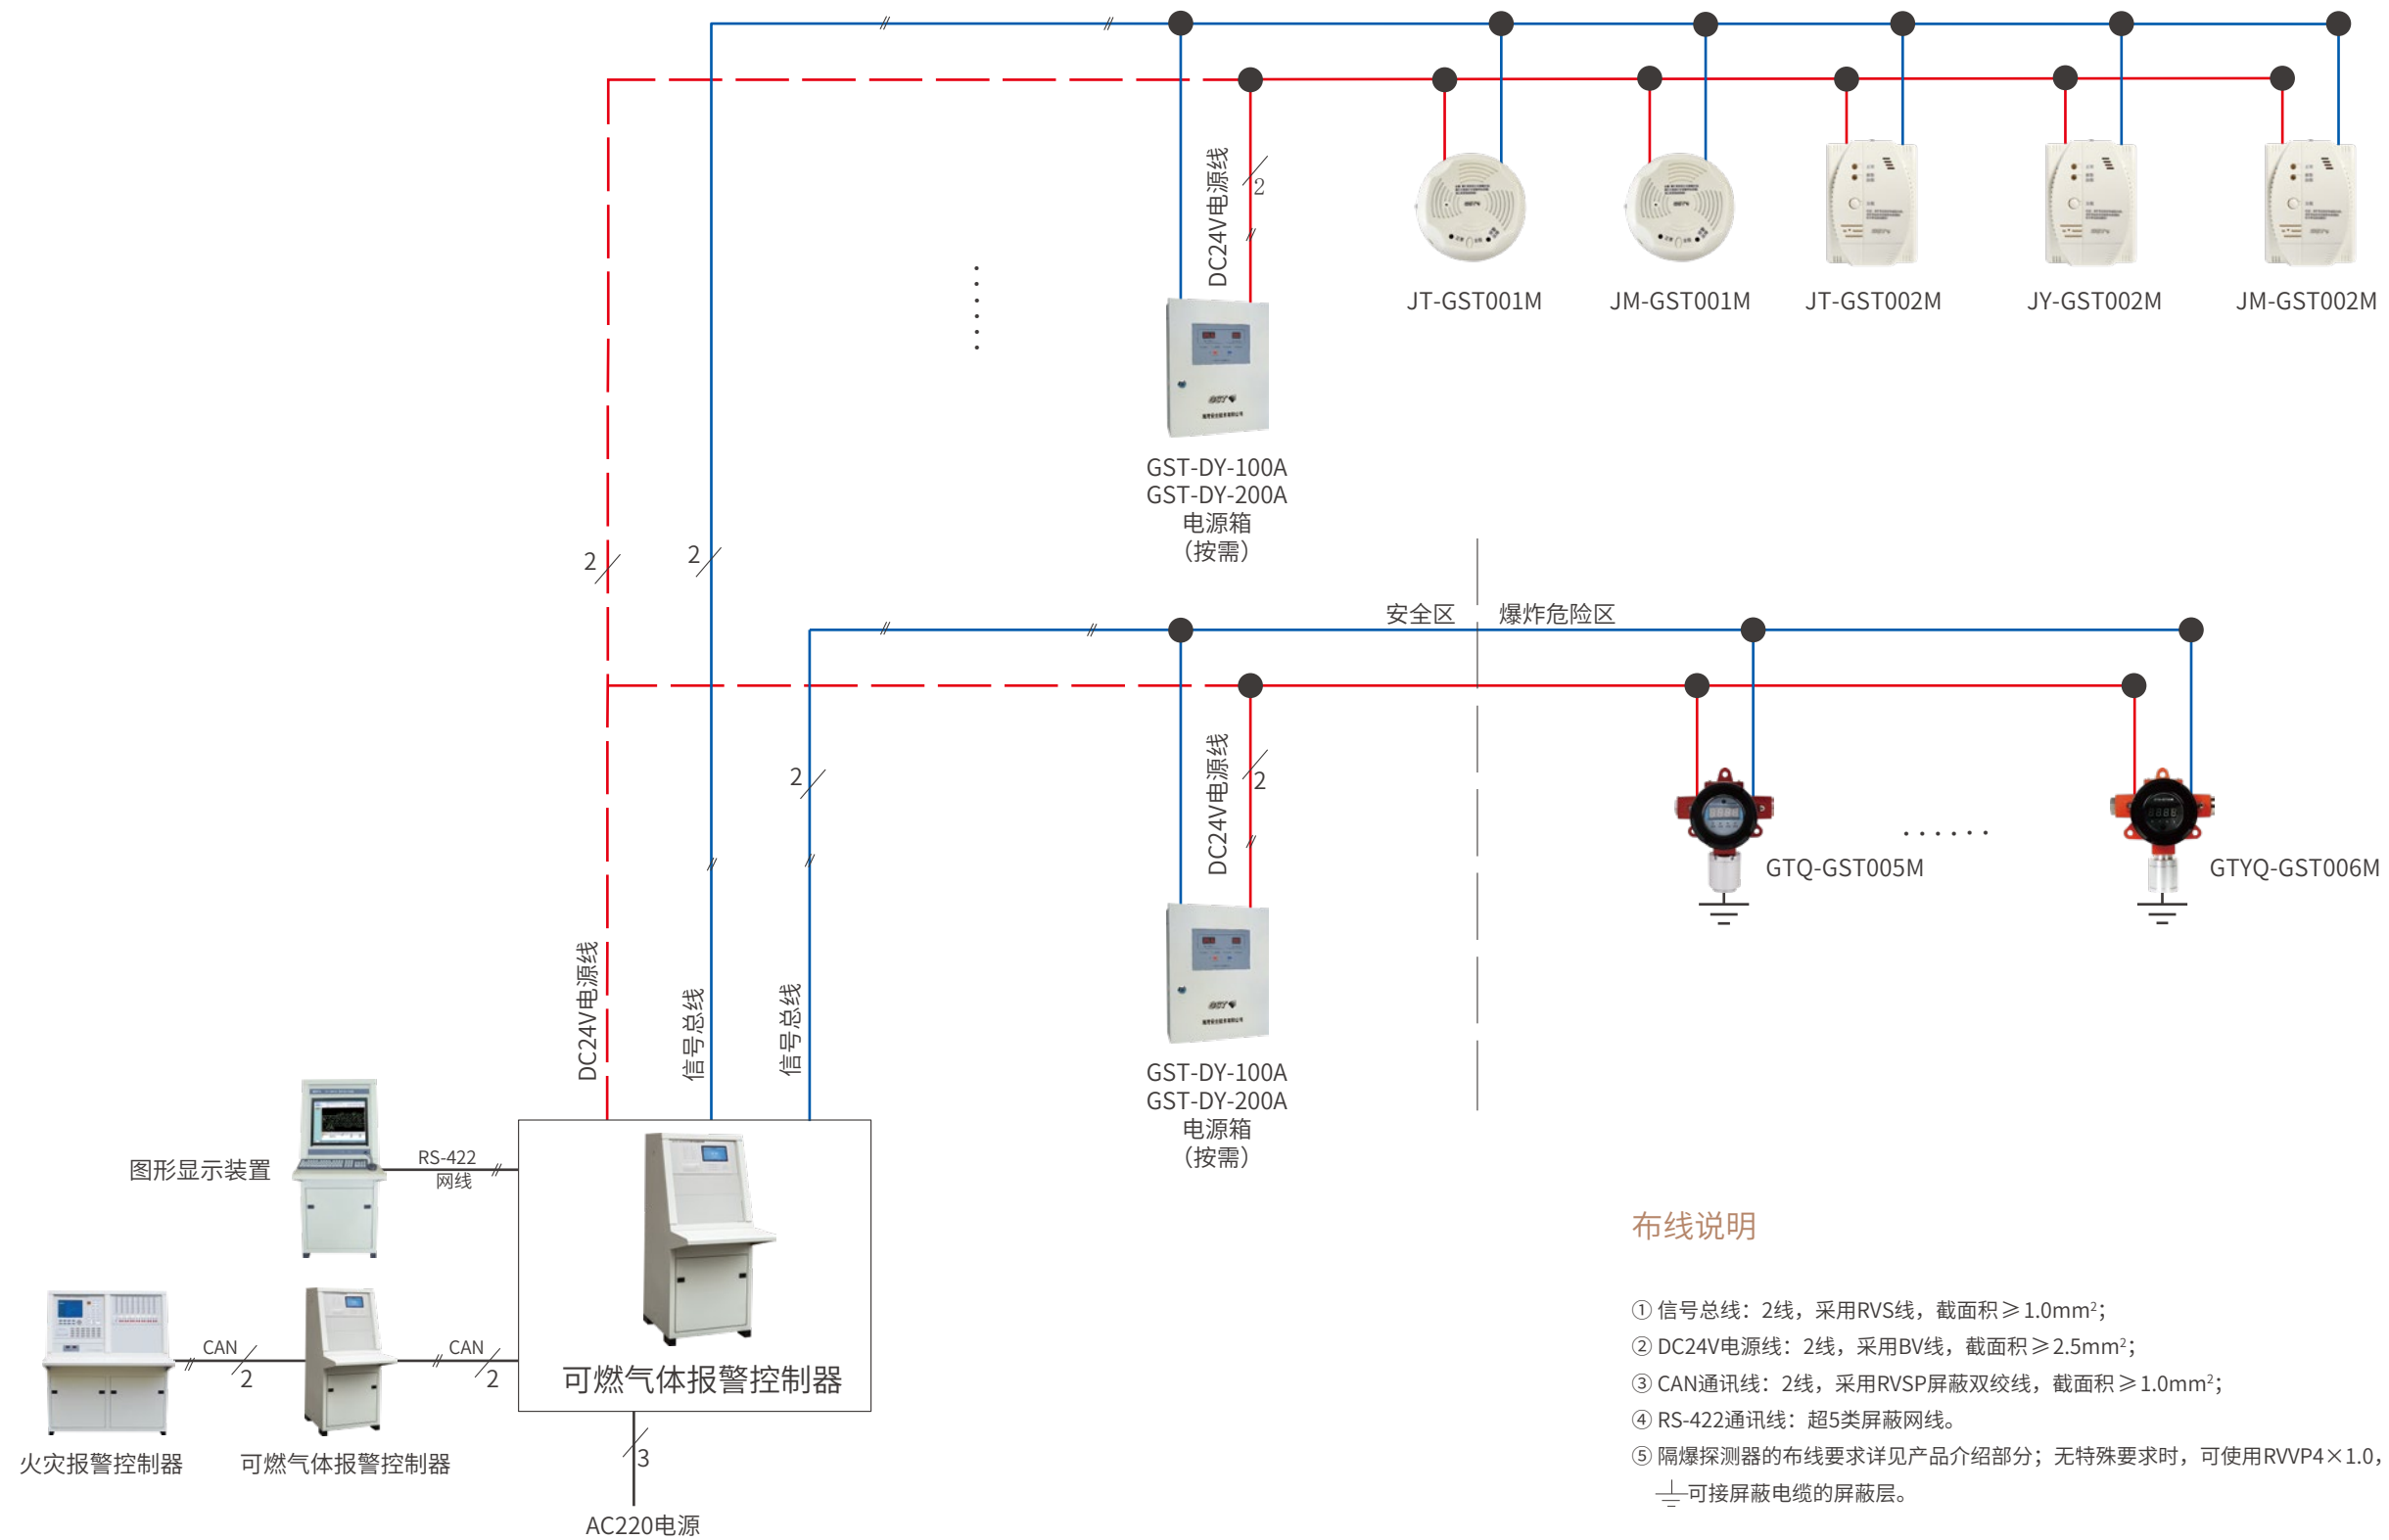 DC24V电源线
2
JT-GST001M
JM-GST001M
JT-GST002M
JY-GST002M
JM-GST002M
GST-DY-100A
GST-DY-200A
电源箱
（按需）
2
2
安全区
爆炸危险区
2
DC24V电源线
2
GTQ-GST005M
GTYQ-GST006M
DC24V电源线
信号总线
信号总线
GST-DY-100A
GST-DY-200A
电源箱
（按需）
图形显示装置
RS-422
网线
CAN
2
CAN
2
可燃气体报警控制器
火灾报警控制器
可燃气体报警控制器
3
AC220电源
布线说明
① 信号总线：2线，采用RVS线，截面积≥1.0mm²；
② DC24V电源线：2线，采用BV线，截面积≥2.5mm²；
③ CAN通讯线：2线，采用RVSP屏蔽双绞线，截面积≥1.0mm²；
④ RS-422通讯线：超5类屏蔽网线。
⑤ 隔爆探测器的布线要求详见产品介绍部分；无特殊要求时，可使用RVVP4×1.0，
可接屏蔽电缆的屏蔽层。